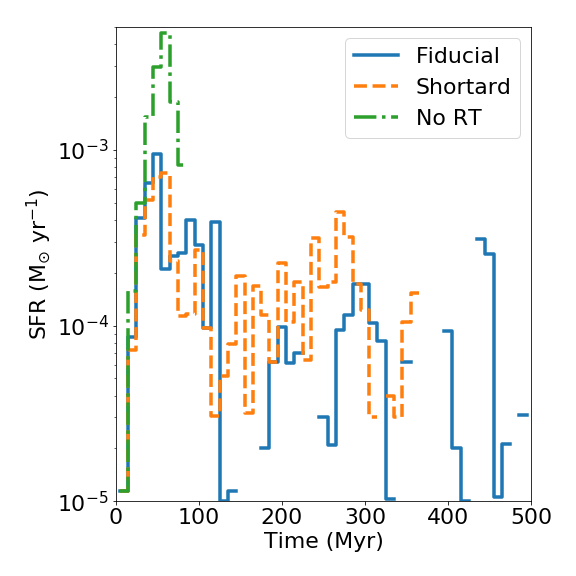 Fiducial
Shortard
No RT
SFR (M⊙ yr⁻¹)
10⁻³
10⁻⁴
10⁻⁵
0 100 200 300 400 500
Time (Myr)